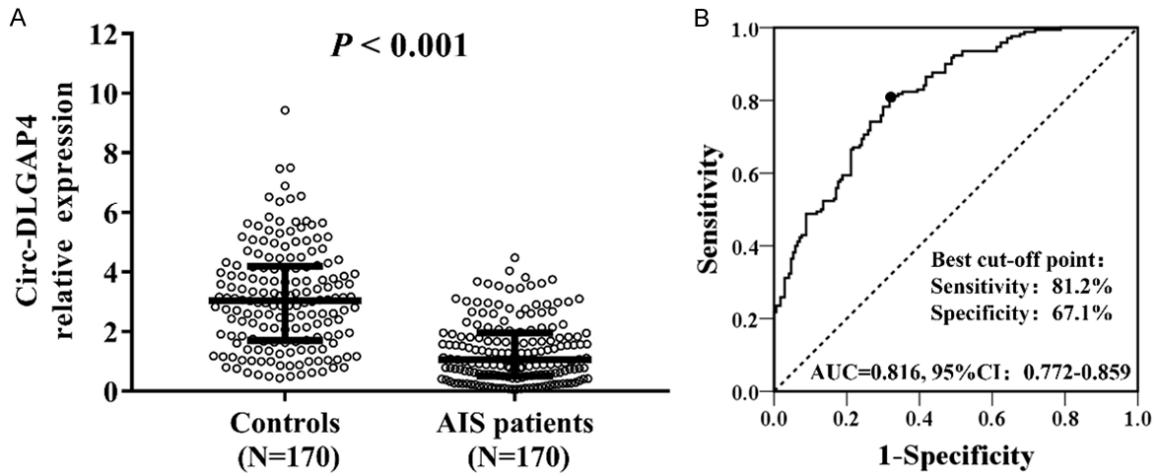 A
P < 0.001
Circ-DLGAP4
relative expression
12
10
8
6
4
2
0
Controls
(N=170)
AIS patients
(N=170)
B
Sensitivity
1.0
0.8
0.6
0.4
0.2
0.0
Best cut-off point：
Sensitivity：81.2%
Specificity：67.1%
AUC=0.816, 95%CI：0.772-0.859
0.0 0.2 0.4 0.6 0.8 1.0
1-Specificity